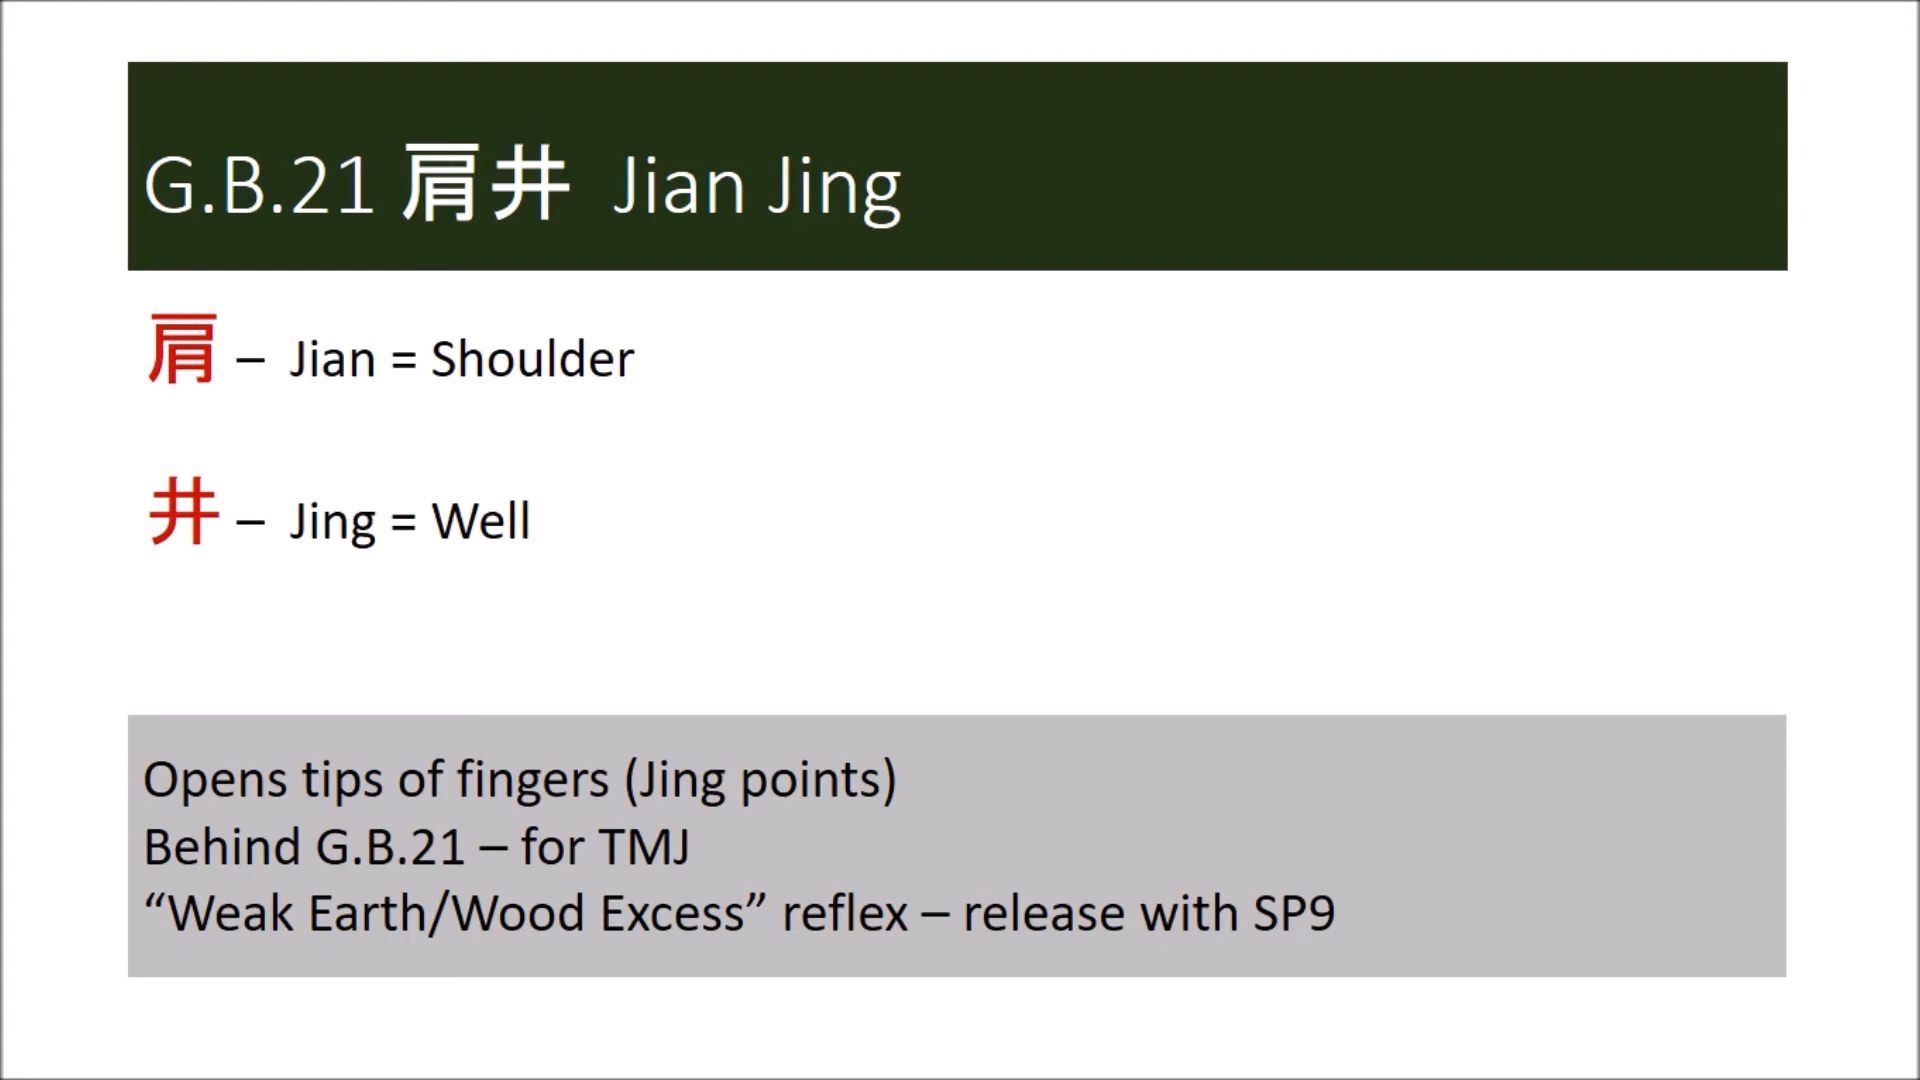 G.B.21 肩井 Jian Jing
肩 – Jian = Shoulder
井 – Jing = Well
Opens tips of fingers (Jing points)
Behind G.B.21 – for TMJ
“Weak Earth/Wood Excess” reflex – release with SP9